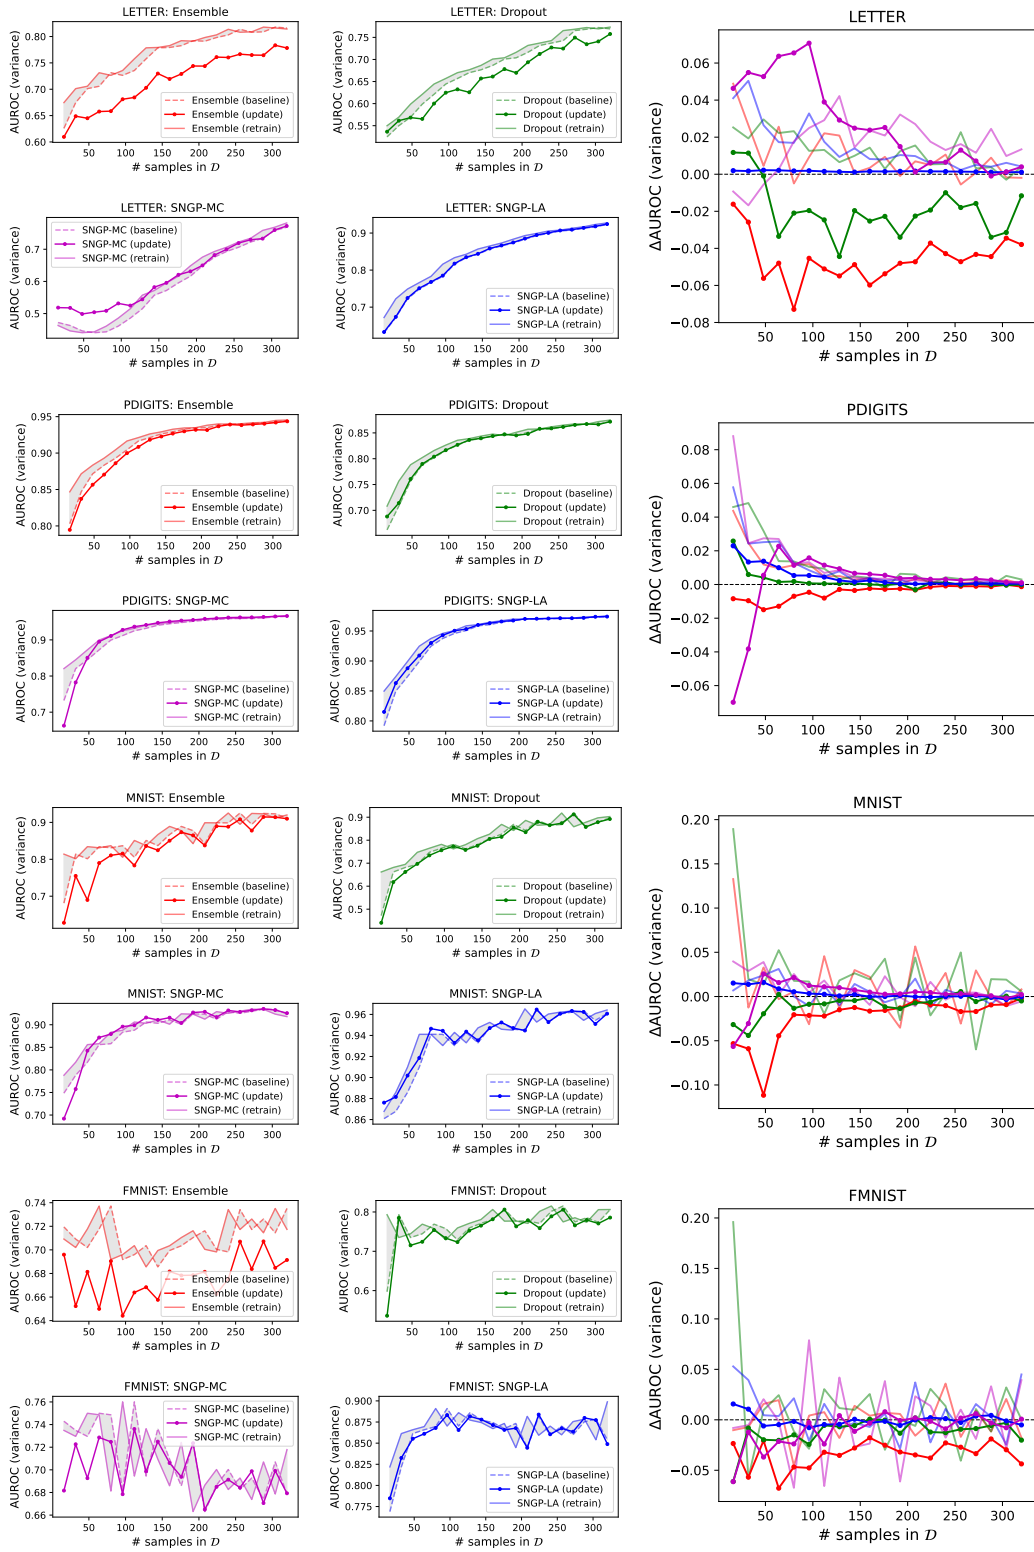 LETTER: Ensemble
AUROC (variance)
0.80
0.75
0.70
0.65
0.60
Ensemble (baseline)
Ensemble (update)
Ensemble (retrain)
50 100 150 200 250 300
# samples in 𝒟
LETTER: Dropout
AUROC (variance)
0.75
0.70
0.65
0.60
0.55
Dropout (baseline)
Dropout (update)
Dropout (retrain)
50 100 150 200 250 300
# samples in 𝒟
LETTER
ΔAUROC (variance)
0.06
0.04
0.02
0.00
−0.02
−0.04
−0.06
−0.08
50 100 150 200 250 300
# samples in 𝒟
LETTER: SNGP-MC
AUROC (variance)
0.7
0.6
0.5
SNGP-MC (baseline)
SNGP-MC (update)
SNGP-MC (retrain)
50 100 150 200 250 300
# samples in 𝒟
LETTER: SNGP-LA
AUROC (variance)
0.9
0.8
0.7
SNGP-LA (baseline)
SNGP-LA (update)
SNGP-LA (retrain)
50 100 150 200 250 300
# samples in 𝒟
PDIGITS: Ensemble
AUROC (variance)
0.95
0.90
0.85
0.80
Ensemble (baseline)
Ensemble (update)
Ensemble (retrain)
50 100 150 200 250 300
# samples in 𝒟
PDIGITS: Dropout
AUROC (variance)
0.85
0.80
0.75
0.70
Dropout (baseline)
Dropout (update)
Dropout (retrain)
50 100 150 200 250 300
# samples in 𝒟
PDIGITS
ΔAUROC (variance)
0.08
0.06
0.04
0.02
0.00
−0.02
−0.04
−0.06
50 100 150 200 250 300
# samples in 𝒟
PDIGITS: SNGP-MC
AUROC (variance)
0.9
0.8
0.7
SNGP-MC (baseline)
SNGP-MC (update)
SNGP-MC (retrain)
50 100 150 200 250 300
# samples in 𝒟
PDIGITS: SNGP-LA
AUROC (variance)
0.95
0.90
0.85
0.80
SNGP-LA (baseline)
SNGP-LA (update)
SNGP-LA (retrain)
50 100 150 200 250 300
# samples in 𝒟
MNIST: Ensemble
AUROC (variance)
0.9
0.8
0.7
Ensemble (baseline)
Ensemble (update)
Ensemble (retrain)
50 100 150 200 250 300
# samples in 𝒟
MNIST: Dropout
AUROC (variance)
0.9
0.8
0.7
0.6
0.5
Dropout (baseline)
Dropout (update)
Dropout (retrain)
50 100 150 200 250 300
# samples in 𝒟
MNIST
ΔAUROC (variance)
0.20
0.15
0.10
0.05
0.00
−0.05
−0.10
50 100 150 200 250 300
# samples in 𝒟
MNIST: SNGP-MC
AUROC (variance)
0.90
0.85
0.80
0.75
0.70
SNGP-MC (baseline)
SNGP-MC (update)
SNGP-MC (retrain)
50 100 150 200 250 300
# samples in 𝒟
MNIST: SNGP-LA
AUROC (variance)
0.96
0.94
0.92
0.90
0.88
0.86
SNGP-LA (baseline)
SNGP-LA (update)
SNGP-LA (retrain)
50 100 150 200 250 300
# samples in 𝒟
FMNIST: Ensemble
AUROC (variance)
0.74
0.72
0.70
0.68
0.66
0.64
Ensemble (baseline)
Ensemble (update)
Ensemble (retrain)
50 100 150 200 250 300
# samples in 𝒟
FMNIST: Dropout
AUROC (variance)
0.8
0.7
0.6
Dropout (baseline)
Dropout (update)
Dropout (retrain)
50 100 150 200 250 300
# samples in 𝒟
FMNIST
ΔAUROC (variance)
0.20
0.15
0.10
0.05
0.00
−0.05
50 100 150 200 250 300
# samples in 𝒟
FMNIST: SNGP-MC
AUROC (variance)
0.76
0.74
0.72
0.70
0.68
0.66
SNGP-MC (baseline)
SNGP-MC (update)
SNGP-MC (retrain)
50 100 150 200 250 300
# samples in 𝒟
FMNIST: SNGP-LA
AUROC (variance)
0.900
0.875
0.850
0.825
0.800
0.775
SNGP-LA (baseline)
SNGP-LA (update)
SNGP-LA (retrain)
50 100 150 200 250 300
# samples in 𝒟